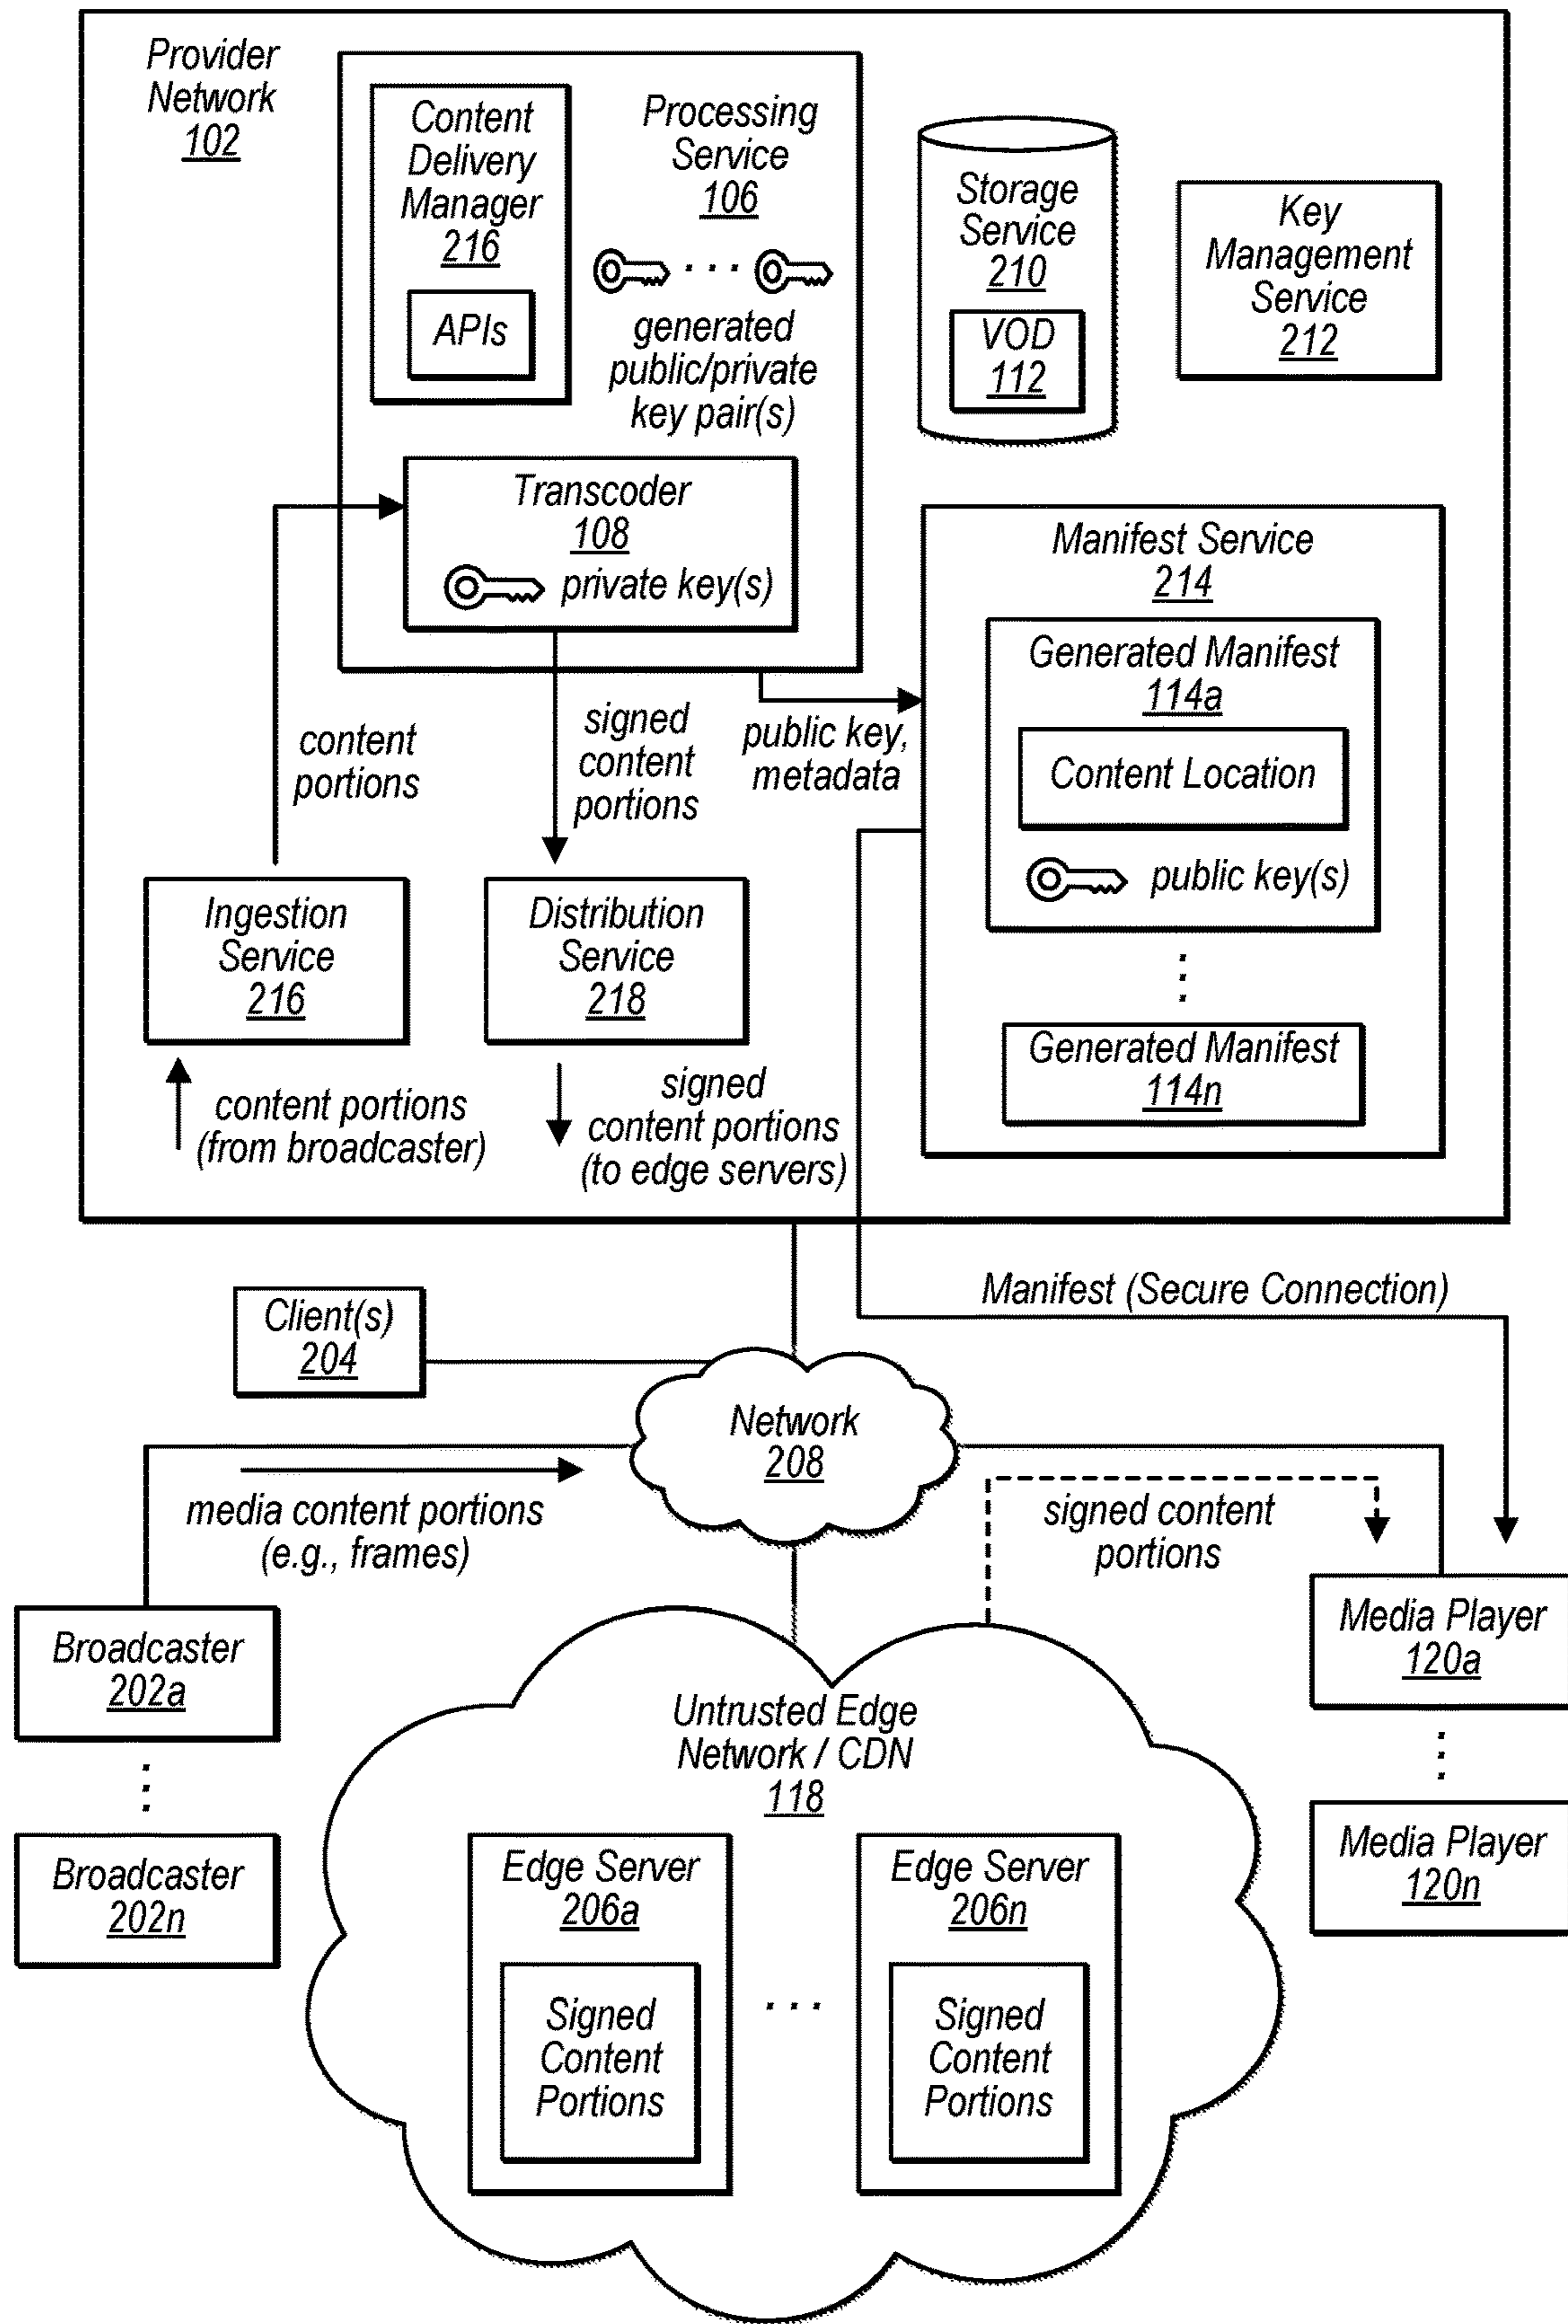 Provider
Network
102
Content
Delivery
Manager
216
APIs
Processing
Service
106
. . .
generated
public/private
key pair(s)
Storage
Service
210
VOD
112
Key
Management
Service
212
Transcoder
108
private key(s)
Manifest Service
214
Generated Manifest
114a
Content Location
public key(s)
. . .
Generated Manifest
114n
content
portions
signed
content
portions
public key,
metadata
Ingestion
Service
216
Distribution
Service
218
content portions
(from broadcaster)
signed
content portions
(to edge servers)
Manifest (Secure Connection)
Client(s)
204
Network
208
media content portions
(e.g., frames)
signed content
portions
Broadcaster
202a
. . .
Broadcaster
202n
Media Player
120a
. . .
Media Player
120n
Untrusted Edge
Network / CDN
118
Edge Server
206a
Signed
Content
Portions
. . .
Edge Server
206n
Signed
Content
Portions